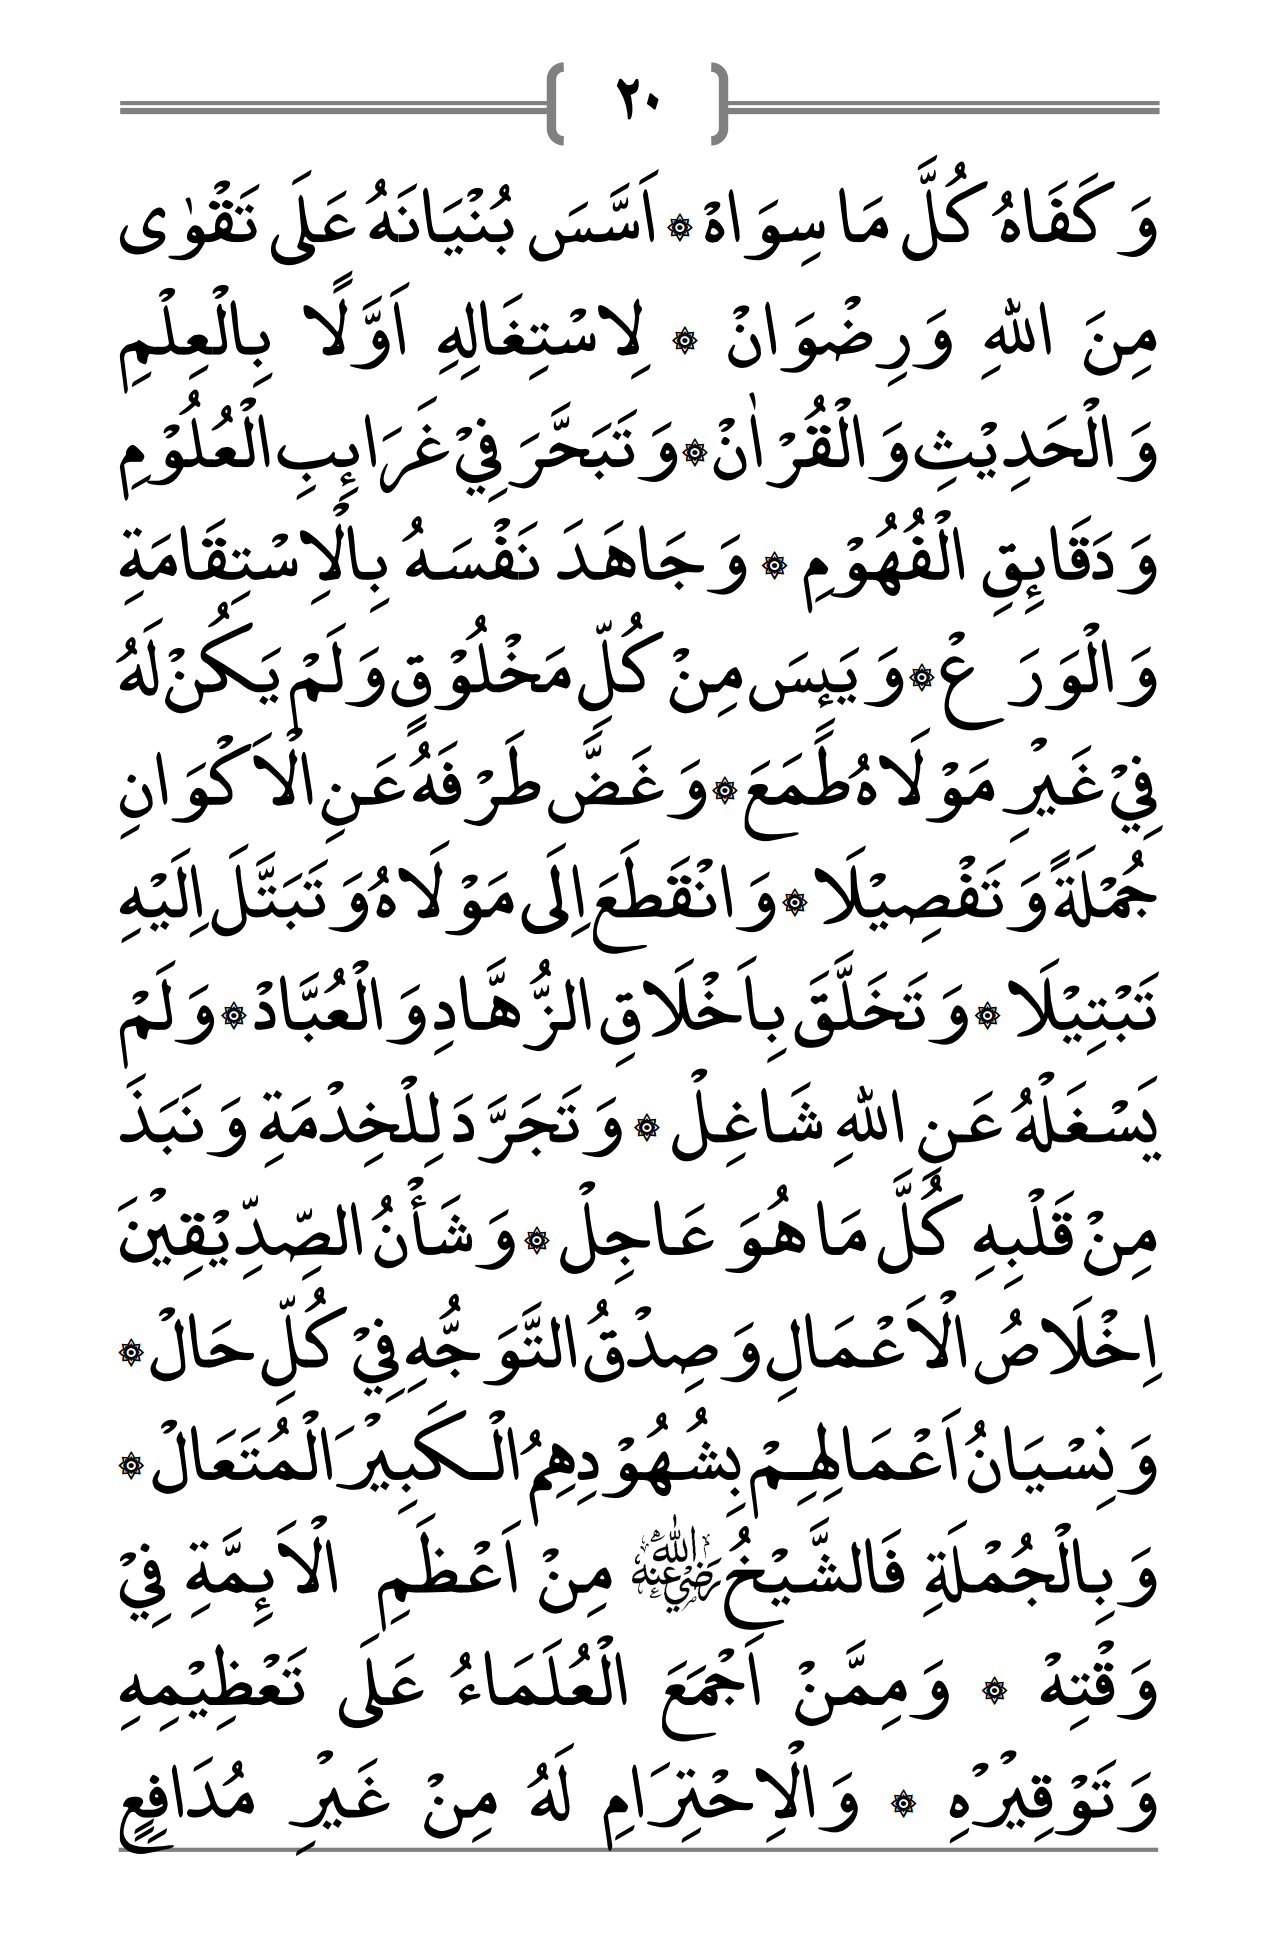 ٢٠
وَكَفَاهُ كُلَّ مَا سِوَاهْ ۞ اَسَّسَ بُنْيَانَهُ عَلَى تَقْوٰى
مِنَ اللهِ وَرِضْوَانْ ۞ لِاسْتِغَالِهِ اَوَّلًا بِالْعِلْمِ
وَالْحَدِيْثِ وَالْقُرْاٰنْ ۞ وَتَبَحَّرَ فِيْ غَرَائِبِ الْعُلُوْمِ
وَدَقَائِقِ الْفُهُوْمِ ۞ وَجَاهَدَ نَفْسَهُ بِالْاِسْتِقَامَةِ
وَالْوَرَعْ ۞ وَيَئِسَ مِنْ كُلِّ مَخْلُوْقٍ وَلَمْ يَكُنْ لَهُ
فِيْ غَيْرِ مَوْلَاهُ طَمَعَ ۞ وَغَضَّ طَرْفَهُ عَنِ الْاَكْوَانِ
جُمْلَةً وَتَفْصِيْلَا ۞ وَانْقَطَعَ اِلَى مَوْلَاهُ وَتَبَتَّلَ اِلَيْهِ
تَبْتِيْلَا ۞ وَتَخَلَّقَ بِاَخْلَاقِ الزُّهَّادِ وَالْعُبَّادْ ۞ وَلَمْ
يَسْغَلْهُ عَنِ اللهِ شَاغِلْ ۞ وَتَجَرَّدَ لِلْخِدْمَةِ وَنَبَذَ
مِنْ قَلْبِهِ كُلَّ مَا هُوَ عَاجِلْ ۞ وَشَأْنُ الصِّدِّيْقِيْنَ
اِخْلَاصُ الْاَعْمَالِ وَصِدْقُ التَّوَجُّهِ فِيْ كُلِّ حَالْ ۞
وَنِسْيَانُ اَعْمَالِهِمْ بِشُهُوْدِهِمُ الْكَبِيْرَ الْمُتَعَالْ ۞
وَبِالْجُمْلَةِ فَالشَّيْخُ رَضِيَ اللهُ عَنْهُ مِنْ اَعْظَمِ الْاَئِمَّةِ فِيْ
وَقْتِهْ ۞ وَمِمَّنْ اَجْمَعَ الْعُلَمَاءُ عَلَى تَعْظِيْمِهِ
وَتَوْقِيْرْهِ ۞ وَالْاِحْتِرَامِ لَهُ مِنْ غَيْرِ مُدَافِعٍ